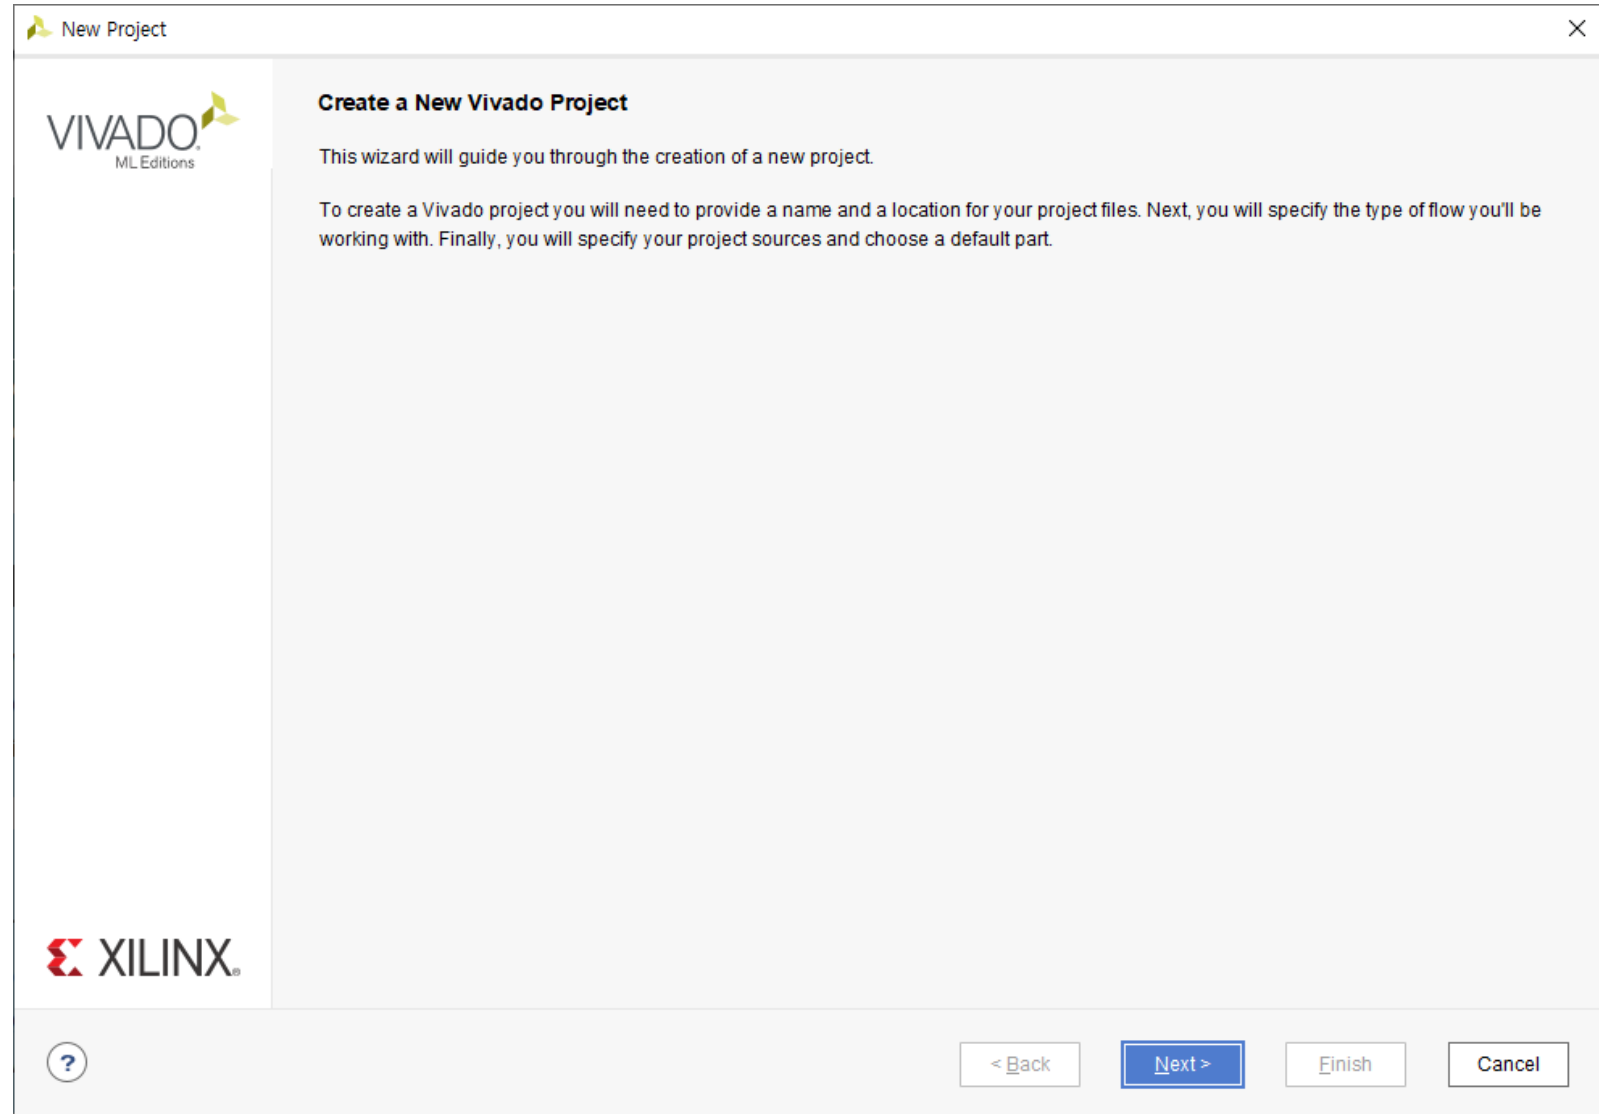 New Project
VIVADO
ML Editions
Create a New Vivado Project
This wizard will guide you through the creation of a new project.
To create a Vivado project you will need to provide a name and a location for your project files. Next, you will specify the type of flow you'll be
working with. Finally, you will specify your project sources and choose a default part.
XILINX
?
< Back
Next >
Finish
Cancel